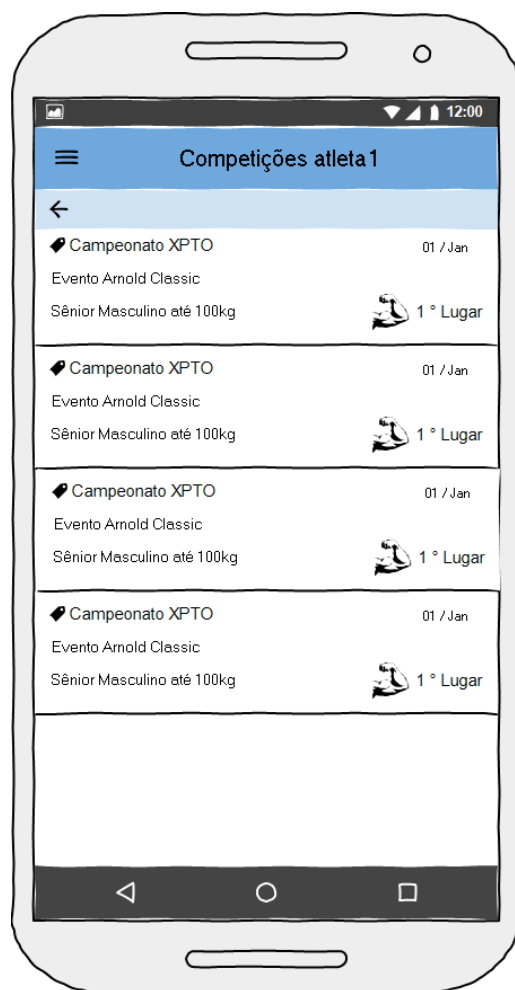 12:00
Competições atleta1
Campeonato XPTO 01 / Jan
Evento Arnold Classic
Sênior Masculino até 100kg 1 ° Lugar
Campeonato XPTO 01 / Jan
Evento Arnold Classic
Sênior Masculino até 100kg 1 ° Lugar
Campeonato XPTO 01 / Jan
Evento Arnold Classic
Sênior Masculino até 100kg 1 ° Lugar
Campeonato XPTO 01 / Jan
Evento Arnold Classic
Sênior Masculino até 100kg 1 ° Lugar